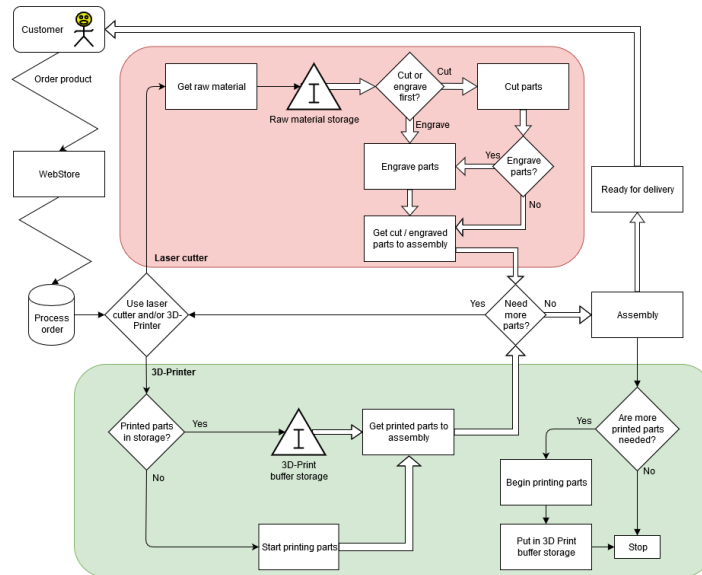 Customer
Order product
WebStore
Process
order
Use laser
cutter and/or 3D-
Printer
Get raw material
Raw material storage
Cut or
engrave
first?
Cut
Engrave
Cut parts
Engrave
parts?
Yes
No
Engrave parts
Get cut / engraved
parts to assembly
Laser cutter
Need
more
parts?
Yes
No
Assembly
Ready for delivery
3D-Printer
Printed parts
in storage?
Yes
No
3D-Print
buffer storage
Get printed parts to
assembly
Start printing parts
Are more
printed parts
needed?
Yes
No
Begin printing parts
Put in 3D Print
buffer storage
Stop